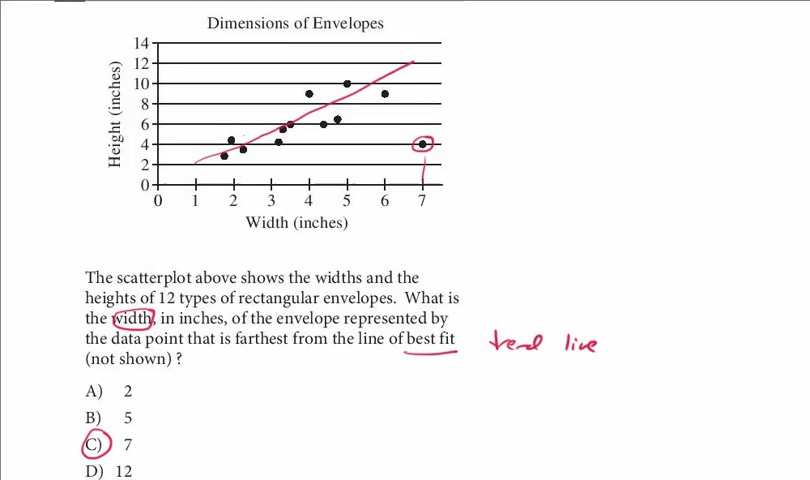 Dimensions of Envelopes
14
12
10
8
6
4
2
0
Height (inches)
0 1 2 3 4 5 6 7
Width (inches)
The scatterplot above shows the widths and the
heights of 12 types of rectangular envelopes. What is
the width, in inches, of the envelope represented by
the data point that is farthest from the line of best fit
(not shown) ?
trend line
A) 2
B) 5
C) 7
D) 12